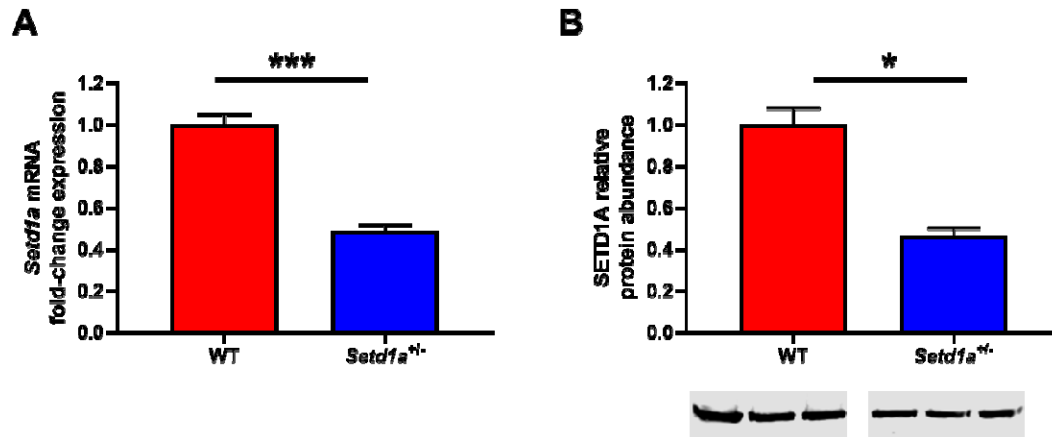 A
***
Setd1a mRNA
fold-change expression
1.2
1.0
0.8
0.6
0.4
0.2
0.0
WT
Setd1a+/-
B
*
SETD1A relative
protein abundance
1.2
1.0
0.8
0.6
0.4
0.2
0.0
WT
Setd1a+/-